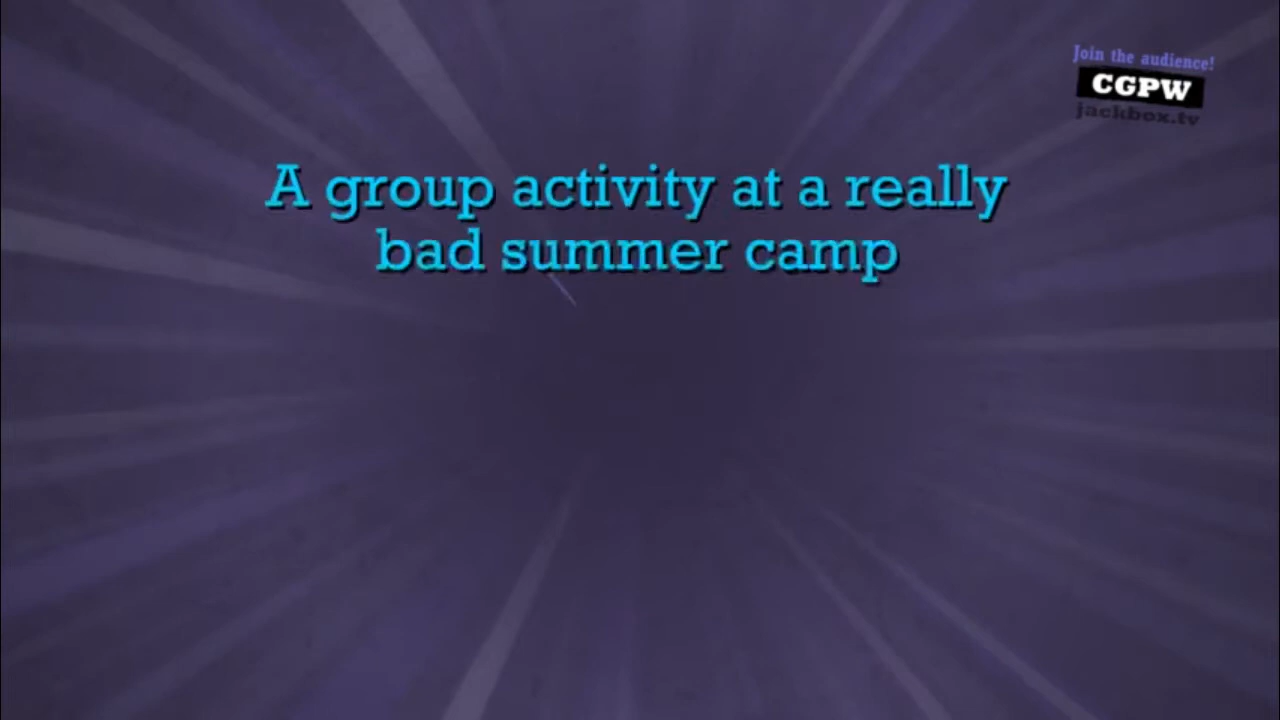 Join the audience!
CGPW
jackbox.tv
A group activity at a really
bad summer camp